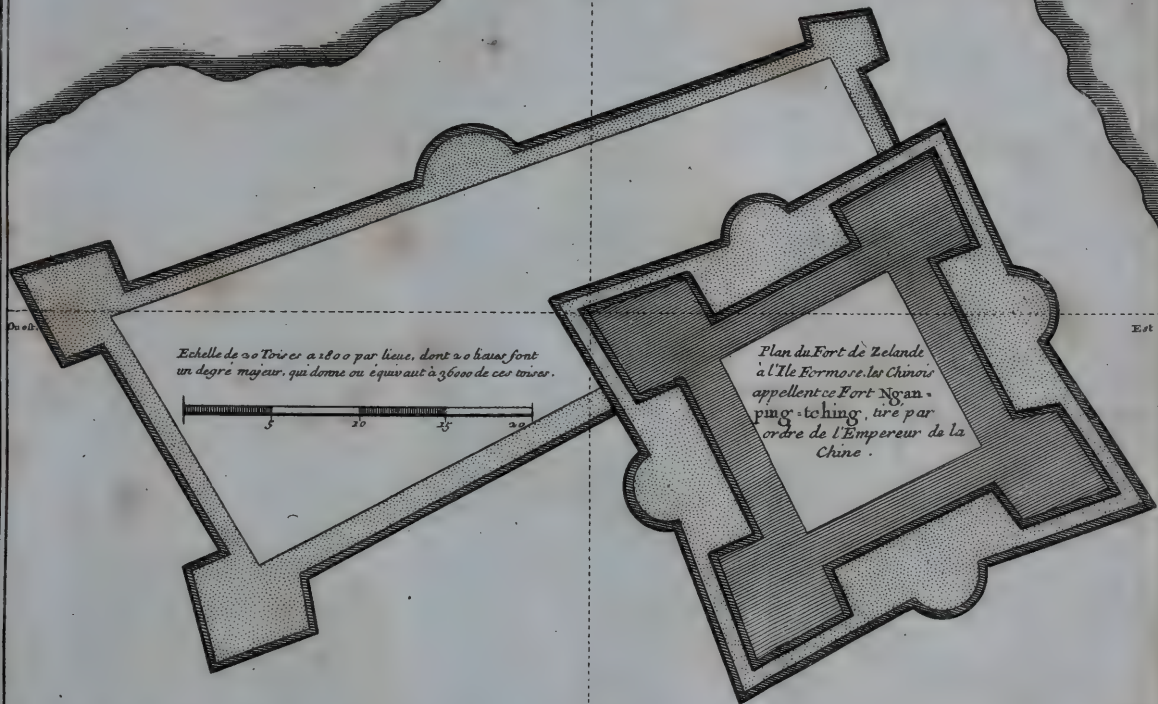 Ouest.
Est
Echelle de 20 Toises a 1800 par lieue, dont 20 lieues font
un degré majeur, qui donne ou équivaut à 36000 de ces toises.
5 10 15 20
Plan du Fort de Zelande
à l'Ile Formose. les Chinois
appellent ce Fort Ngan=
ping=tching, tiré par
ordre de l'Empereur de la
Chine.